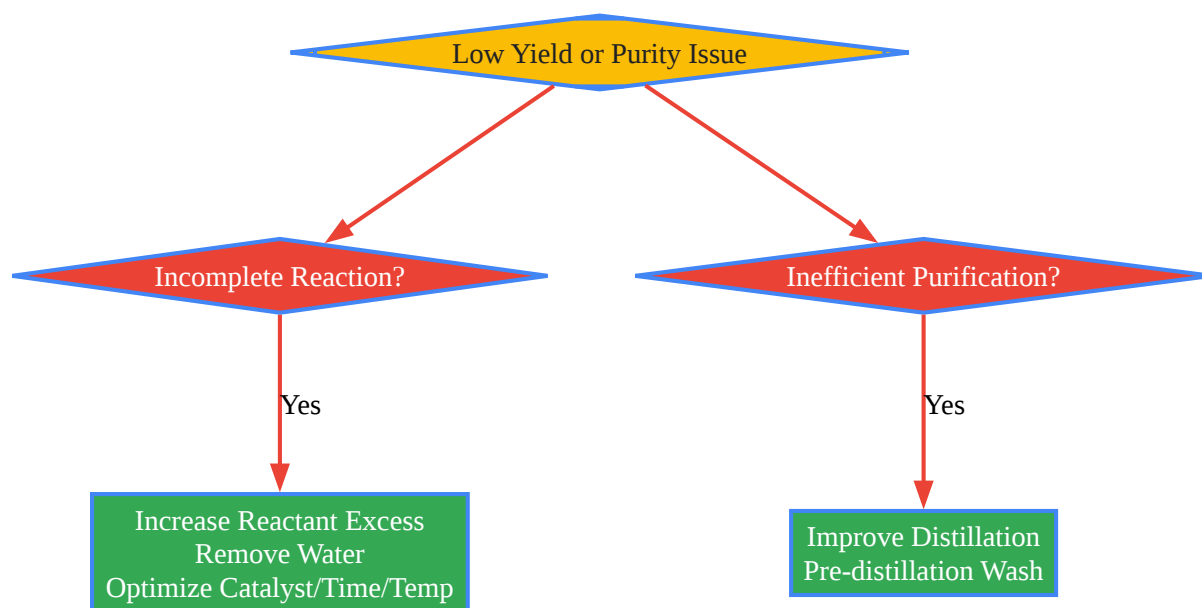 Low Yield or Purity Issue
Incomplete Reaction?
Inefficient Purification?
Yes
Yes
Increase Reactant Excess
Remove Water
Optimize Catalyst/Time/Temp
Improve Distillation
Pre-distillation Wash